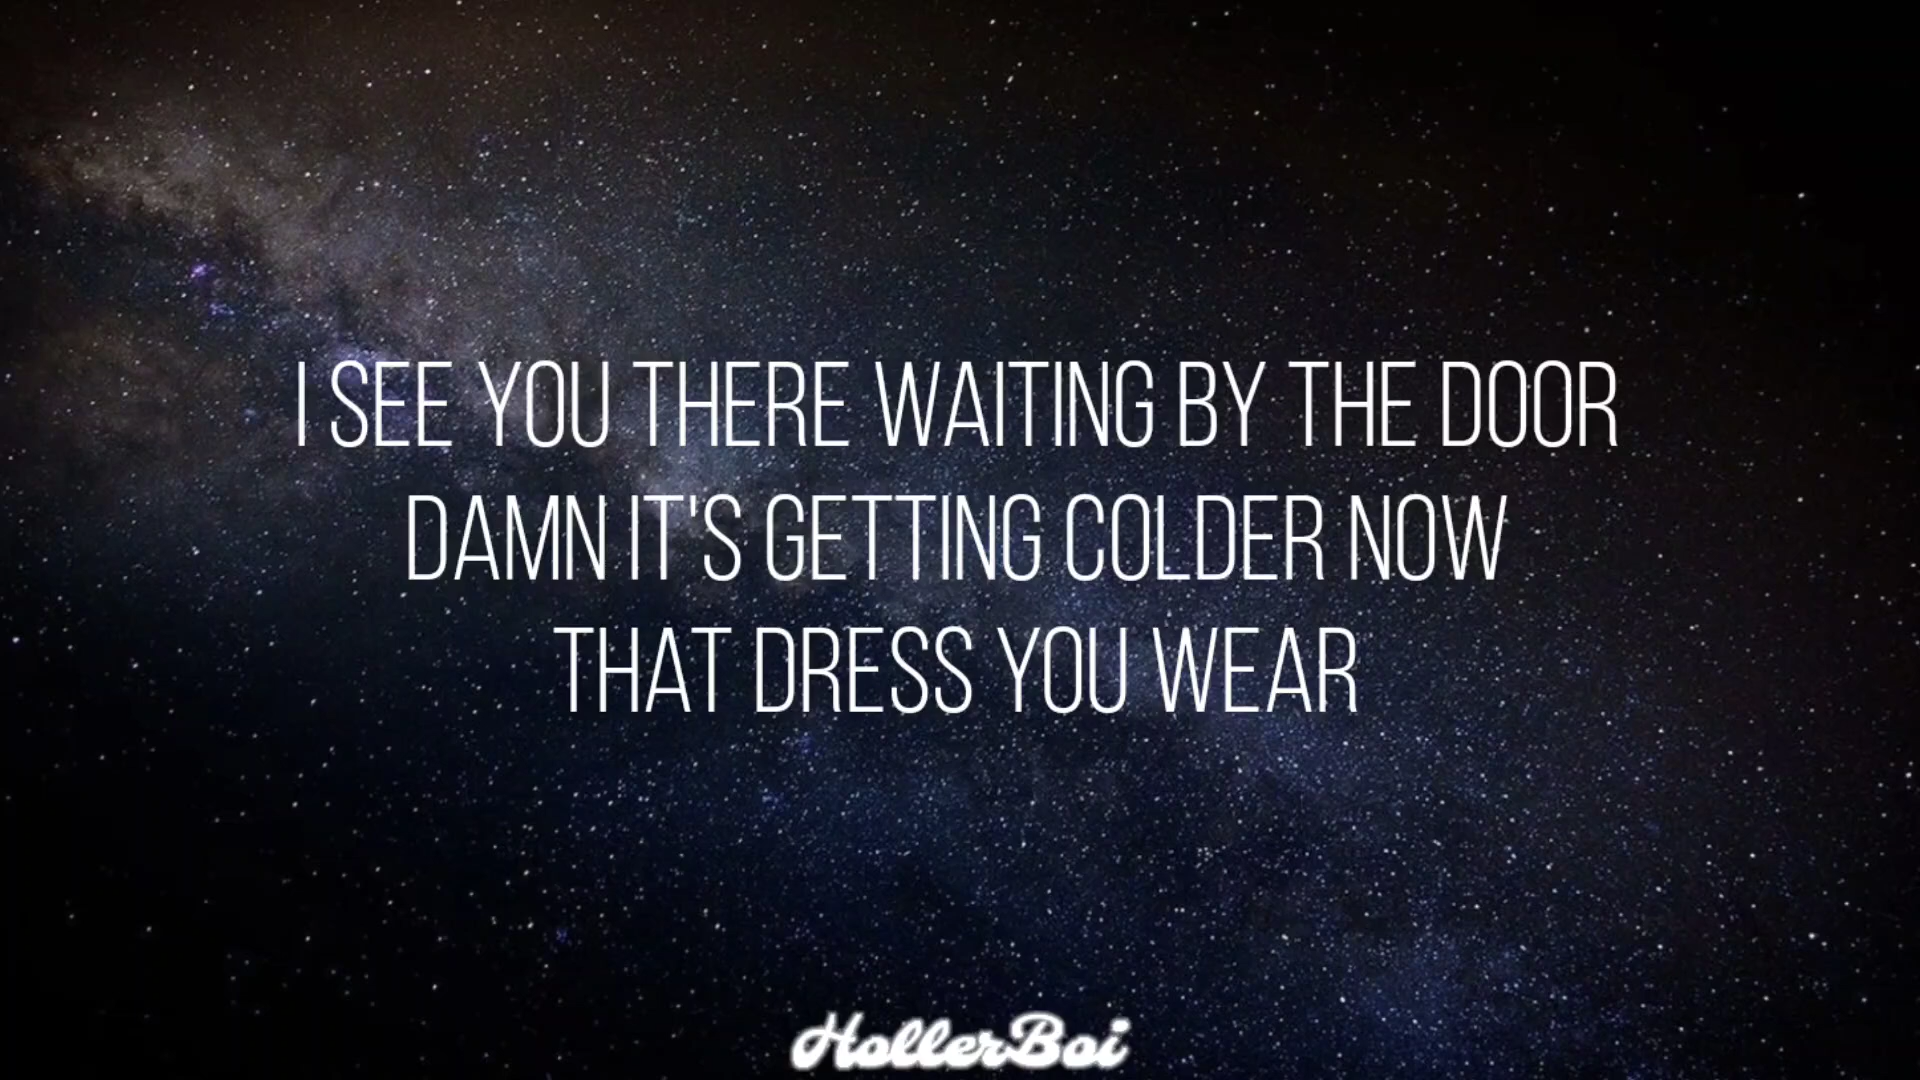 I SEE YOU THERE WAITING BY THE DOOR
DAMN IT'S GETTING COLDER NOW
THAT DRESS YOU WEAR
HollerBoi